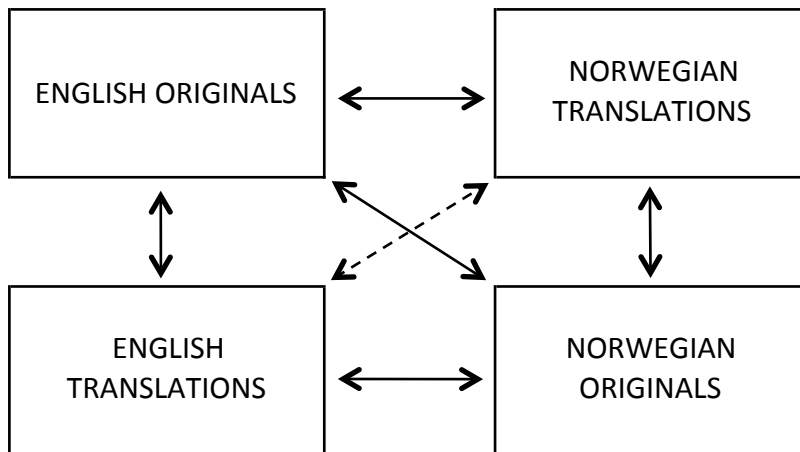 ENGLISH ORIGINALS
NORWEGIAN
TRANSLATIONS
ENGLISH
TRANSLATIONS
NORWEGIAN
ORIGINALS